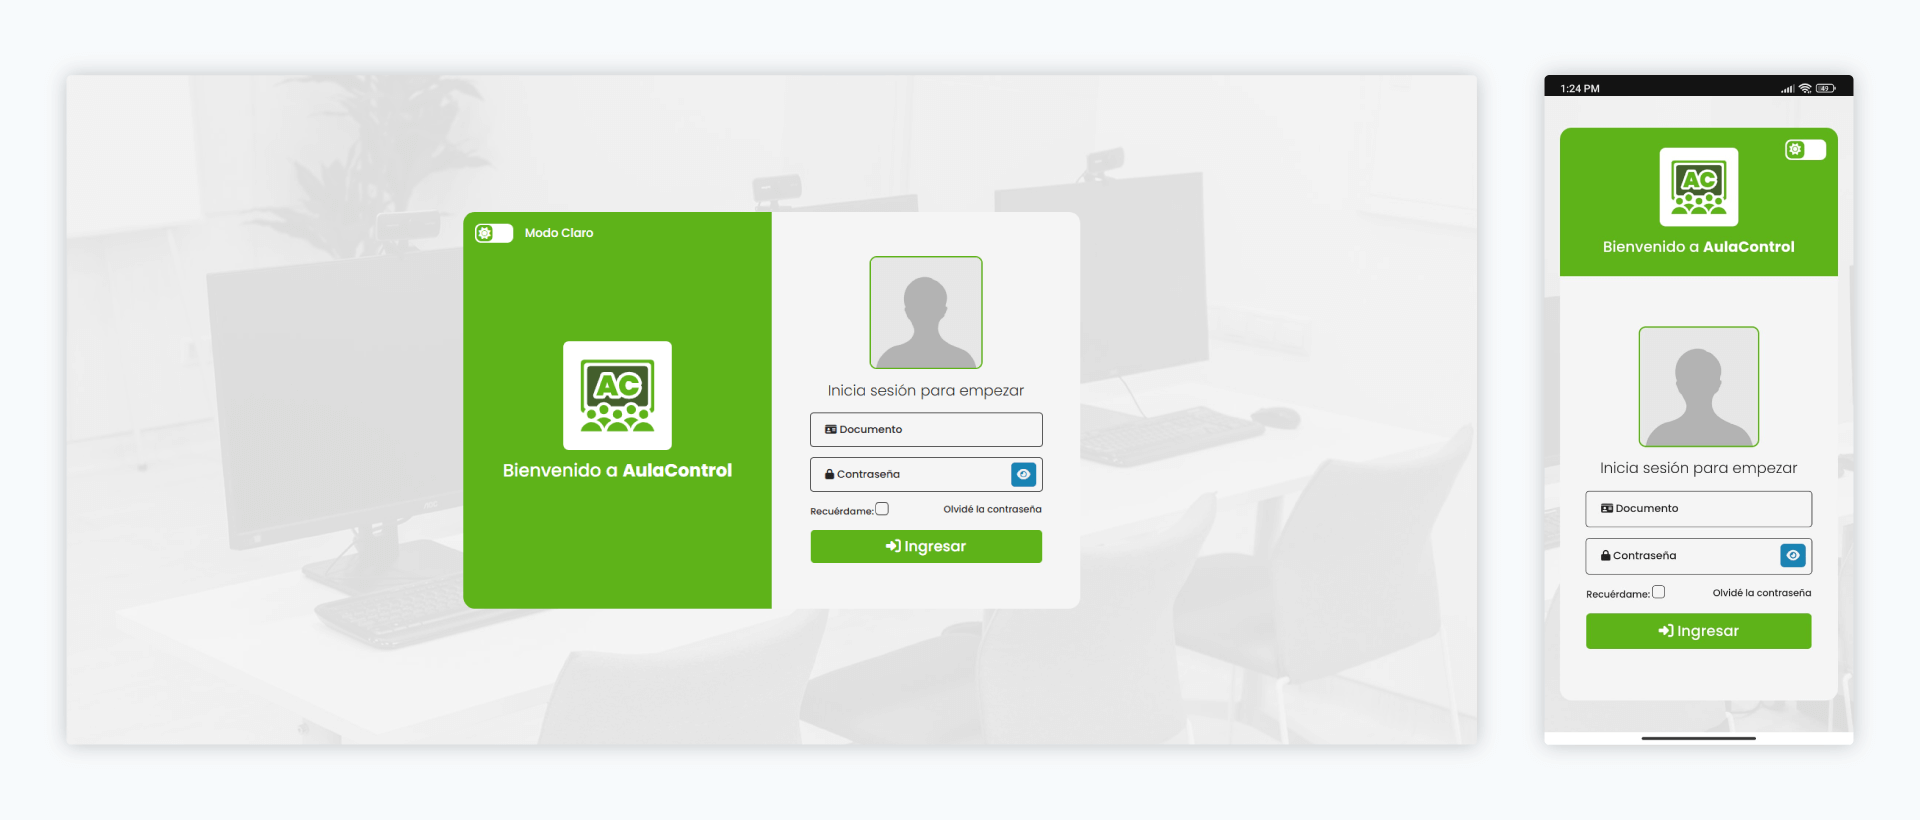 Modo Claro
AC
Bienvenido a AulaControl
Inicia sesión para empezar
Documento
Contraseña
Recuérdame:
Olvidé la contraseña
Ingresar
1:24 PM
49
AC
Bienvenido a AulaControl
Inicia sesión para empezar
Documento
Contraseña
Recuérdame:
Olvidé la contraseña
Ingresar